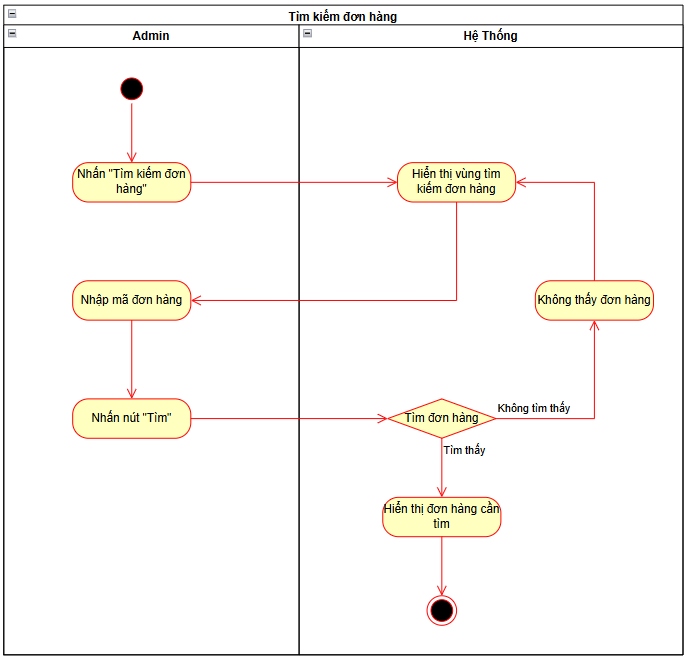 Tìm kiếm đơn hàng
Admin
Hệ Thống
Nhấn "Tìm kiếm đơn
hàng"
Hiển thị vùng tìm
kiếm đơn hàng
Nhập mã đơn hàng
Không thấy đơn hàng
Nhấn nút "Tìm"
Tìm đơn hàng
Không tìm thấy
Tìm thấy
Hiển thị đơn hàng cần
tìm